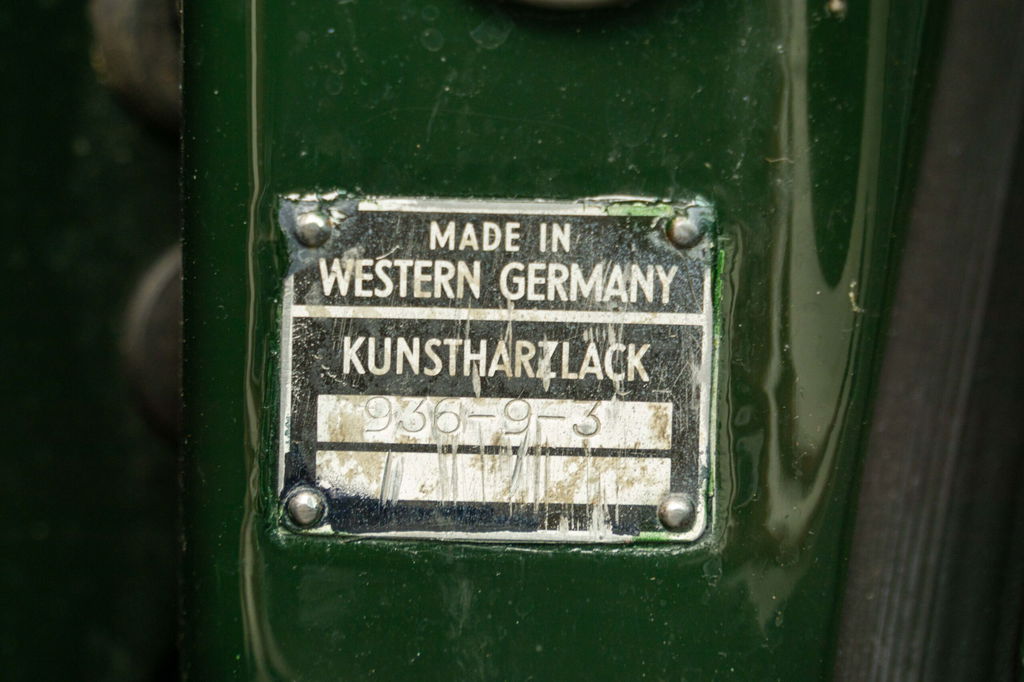 MADE IN
WESTERN GERMANY
KUNSTHARZLACK
936-9-3